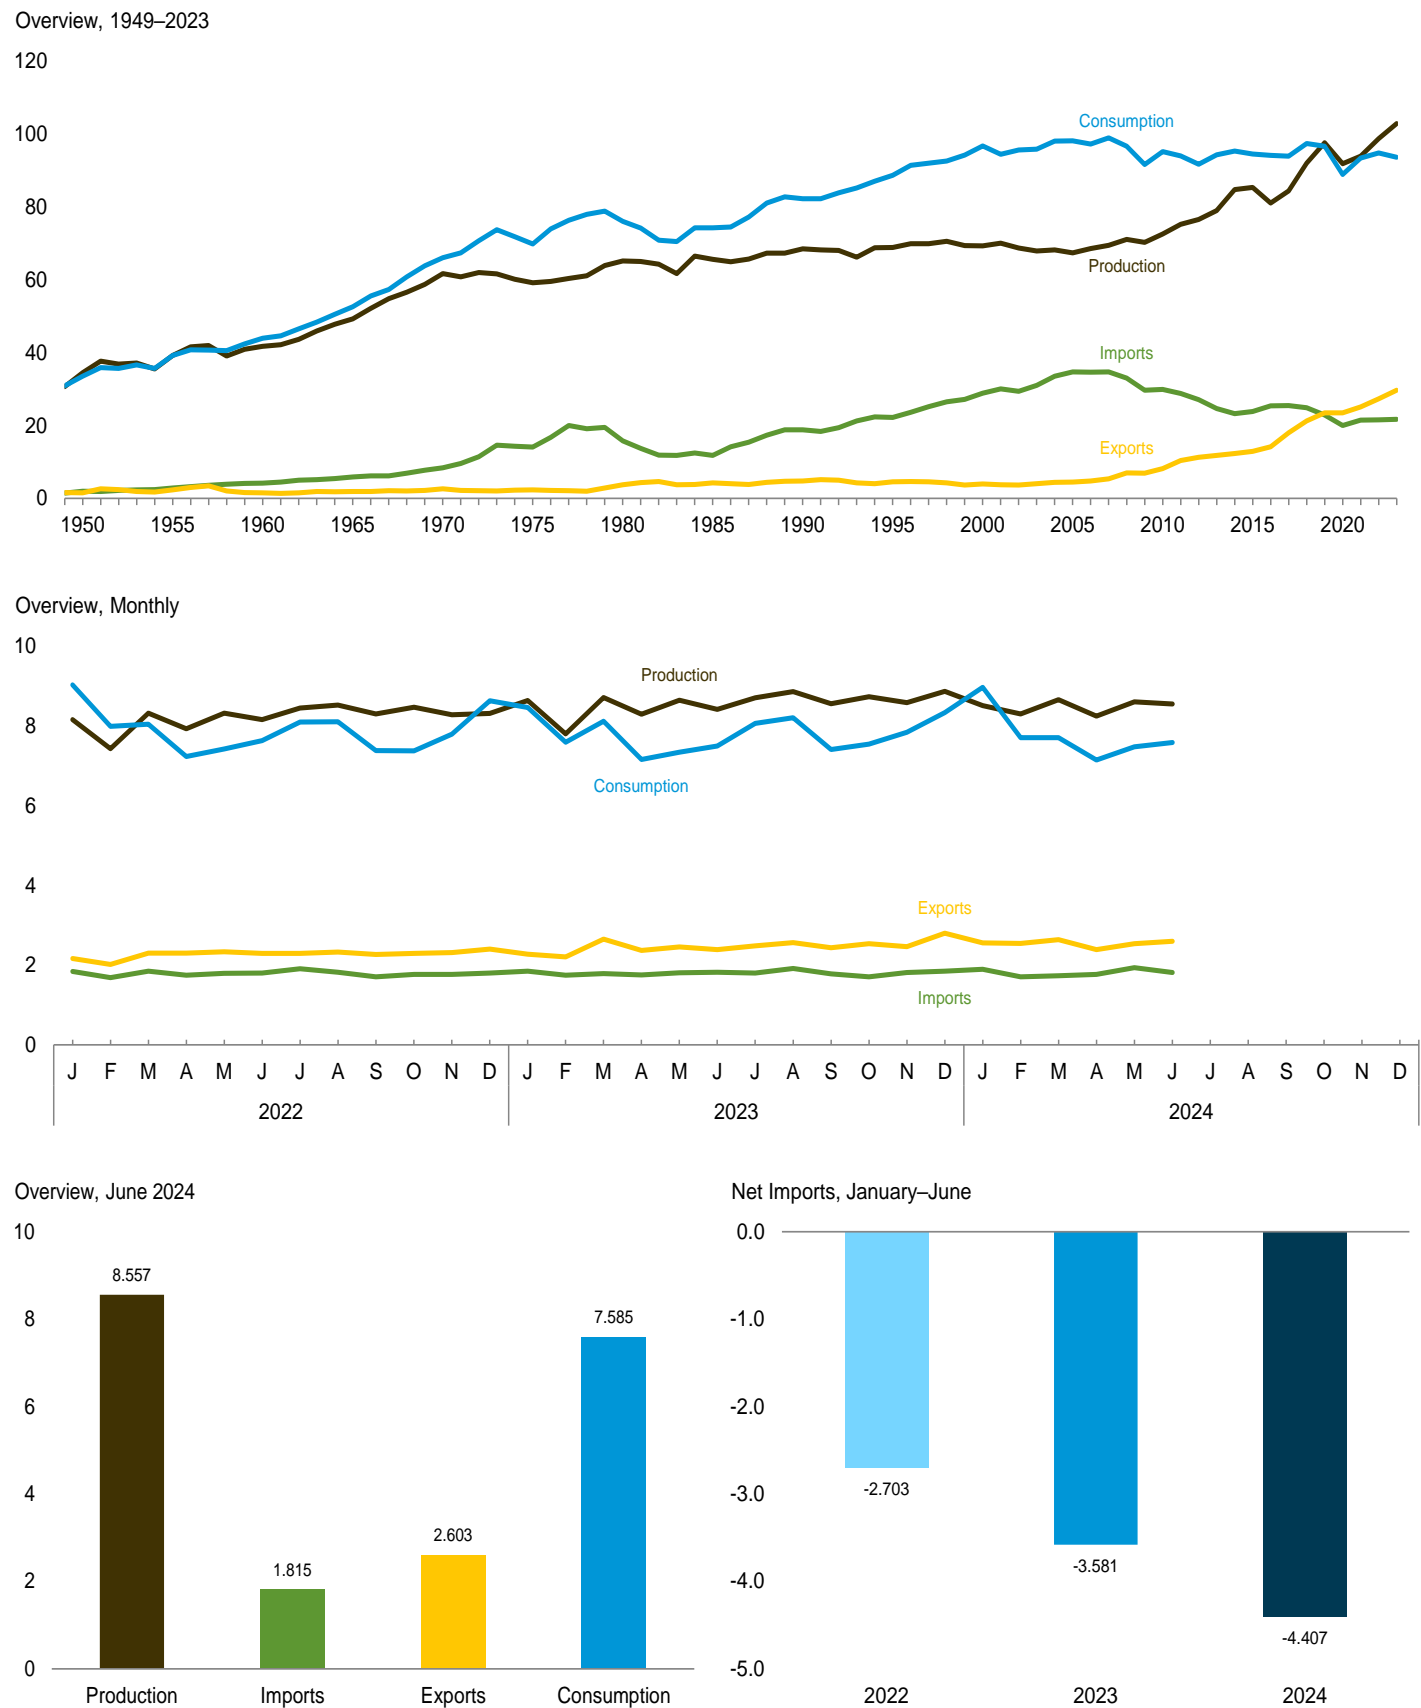 Overview, 1949–2023
120
100
80
60
40
20
0
Consumption
Production
Imports
Exports
1950 1955 1960 1965 1970 1975 1980 1985 1990 1995 2000 2005 2010 2015 2020
Overview, Monthly
10
8
6
4
2
0
Production
Consumption
Exports
Imports
J F M A M J J A S O N D J F M A M J J A S O N D J F M A M J J A S O N D
2022 2023 2024
Overview, June 2024
10
8
6
4
2
0
8.557
1.815
2.603
7.585
Production Imports Exports Consumption
Net Imports, January–June
0.0
-1.0
-2.0
-3.0
-4.0
-5.0
-2.703
-3.581
-4.407
2022 2023 2024